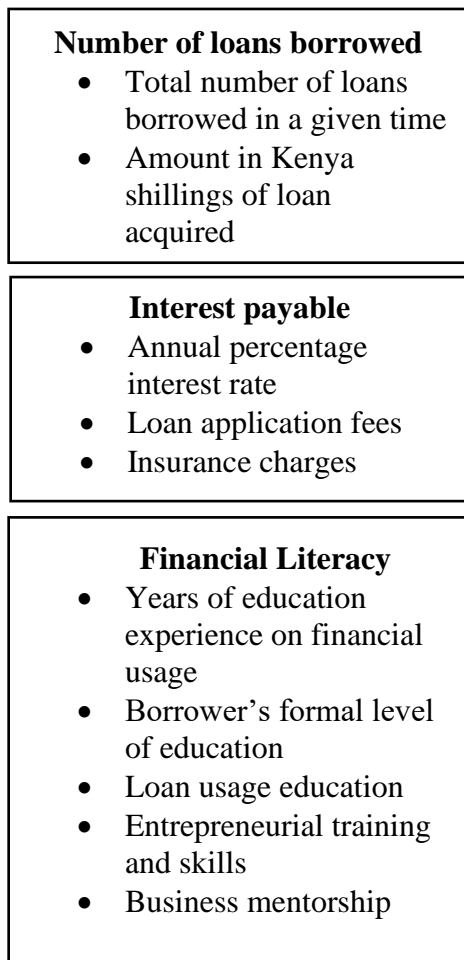 Number of loans borrowed
• Total number of loans
borrowed in a given time
• Amount in Kenya
shillings of loan
acquired
Interest payable
• Annual percentage
interest rate
• Loan application fees
• Insurance charges
Financial Literacy
• Years of education
experience on financial
usage
• Borrower’s formal level
of education
• Loan usage education
• Entrepreneurial training
and skills
• Business mentorship